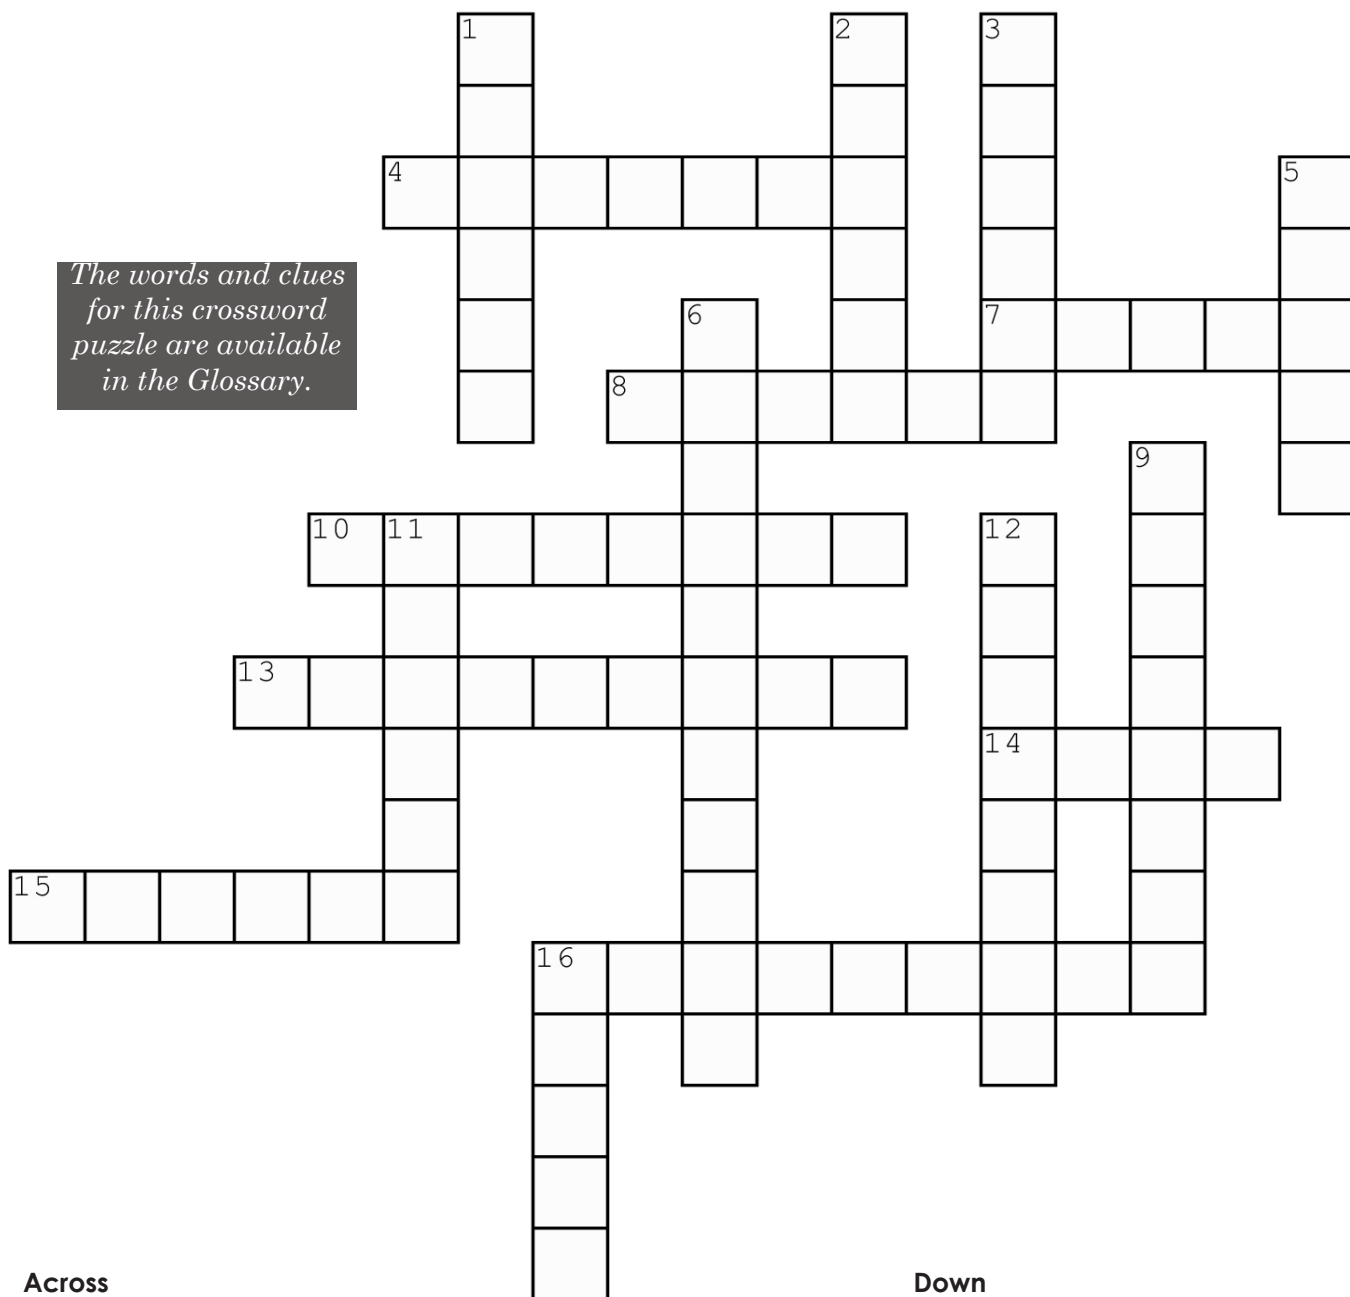 1
2
3
4
5
The words and clues
for this crossword
puzzle are available
in the Glossary.
6
7
8
9
10
11
12
13
14
15
16
Across
Down